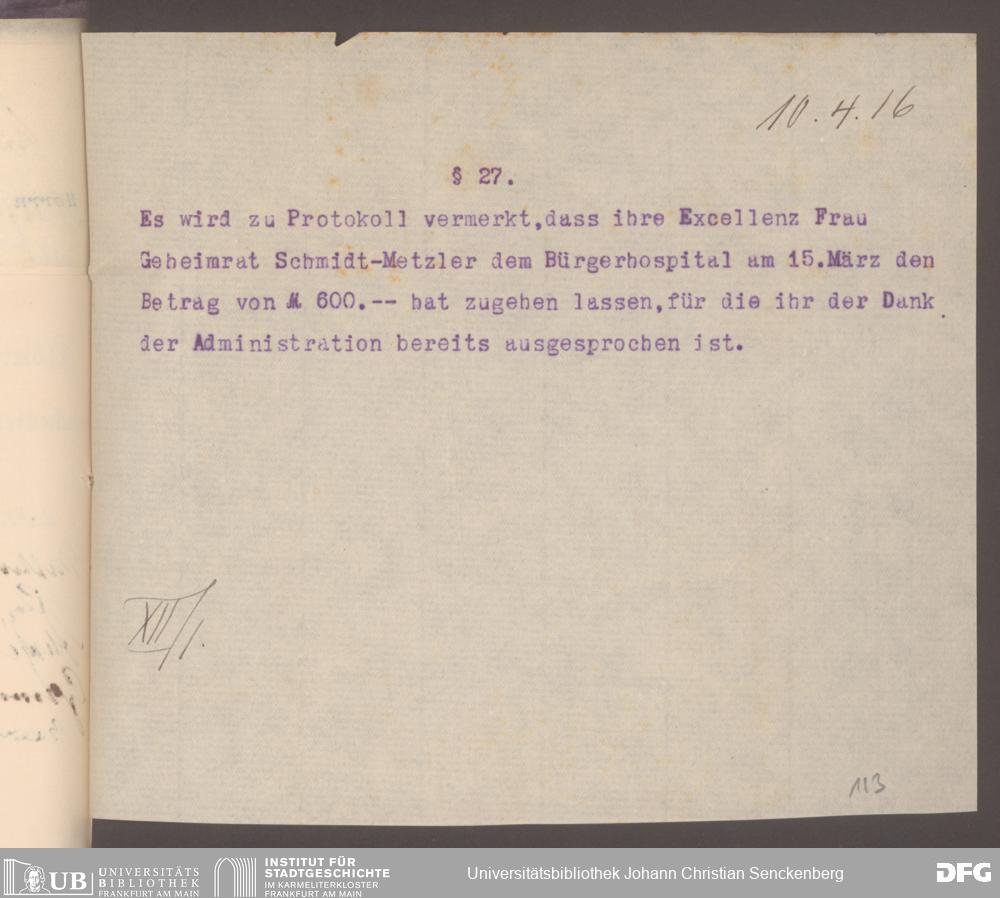 10.4.16
§ 27.
Es wird zu Protokoll vermerkt,dass ihre Excellenz Frau
Geheimrat Schmidt-Metzler dem Bürgerhospital am 15.März den
Betrag von M 600.-- hat zugehen lassen,für die ihr der Dank
der Administration bereits ausgesprochen ist.
XII/1.
113
UB UNIVERSITÄTS
BIBLIOTHEK
FRANKFURT AM MAIN
INSTITUT FÜR
STADTGESCHICHTE
IM KARMELITERKLOSTER
FRANKFURT AM MAIN
Universitätsbibliothek Johann Christian Senckenberg
DFG